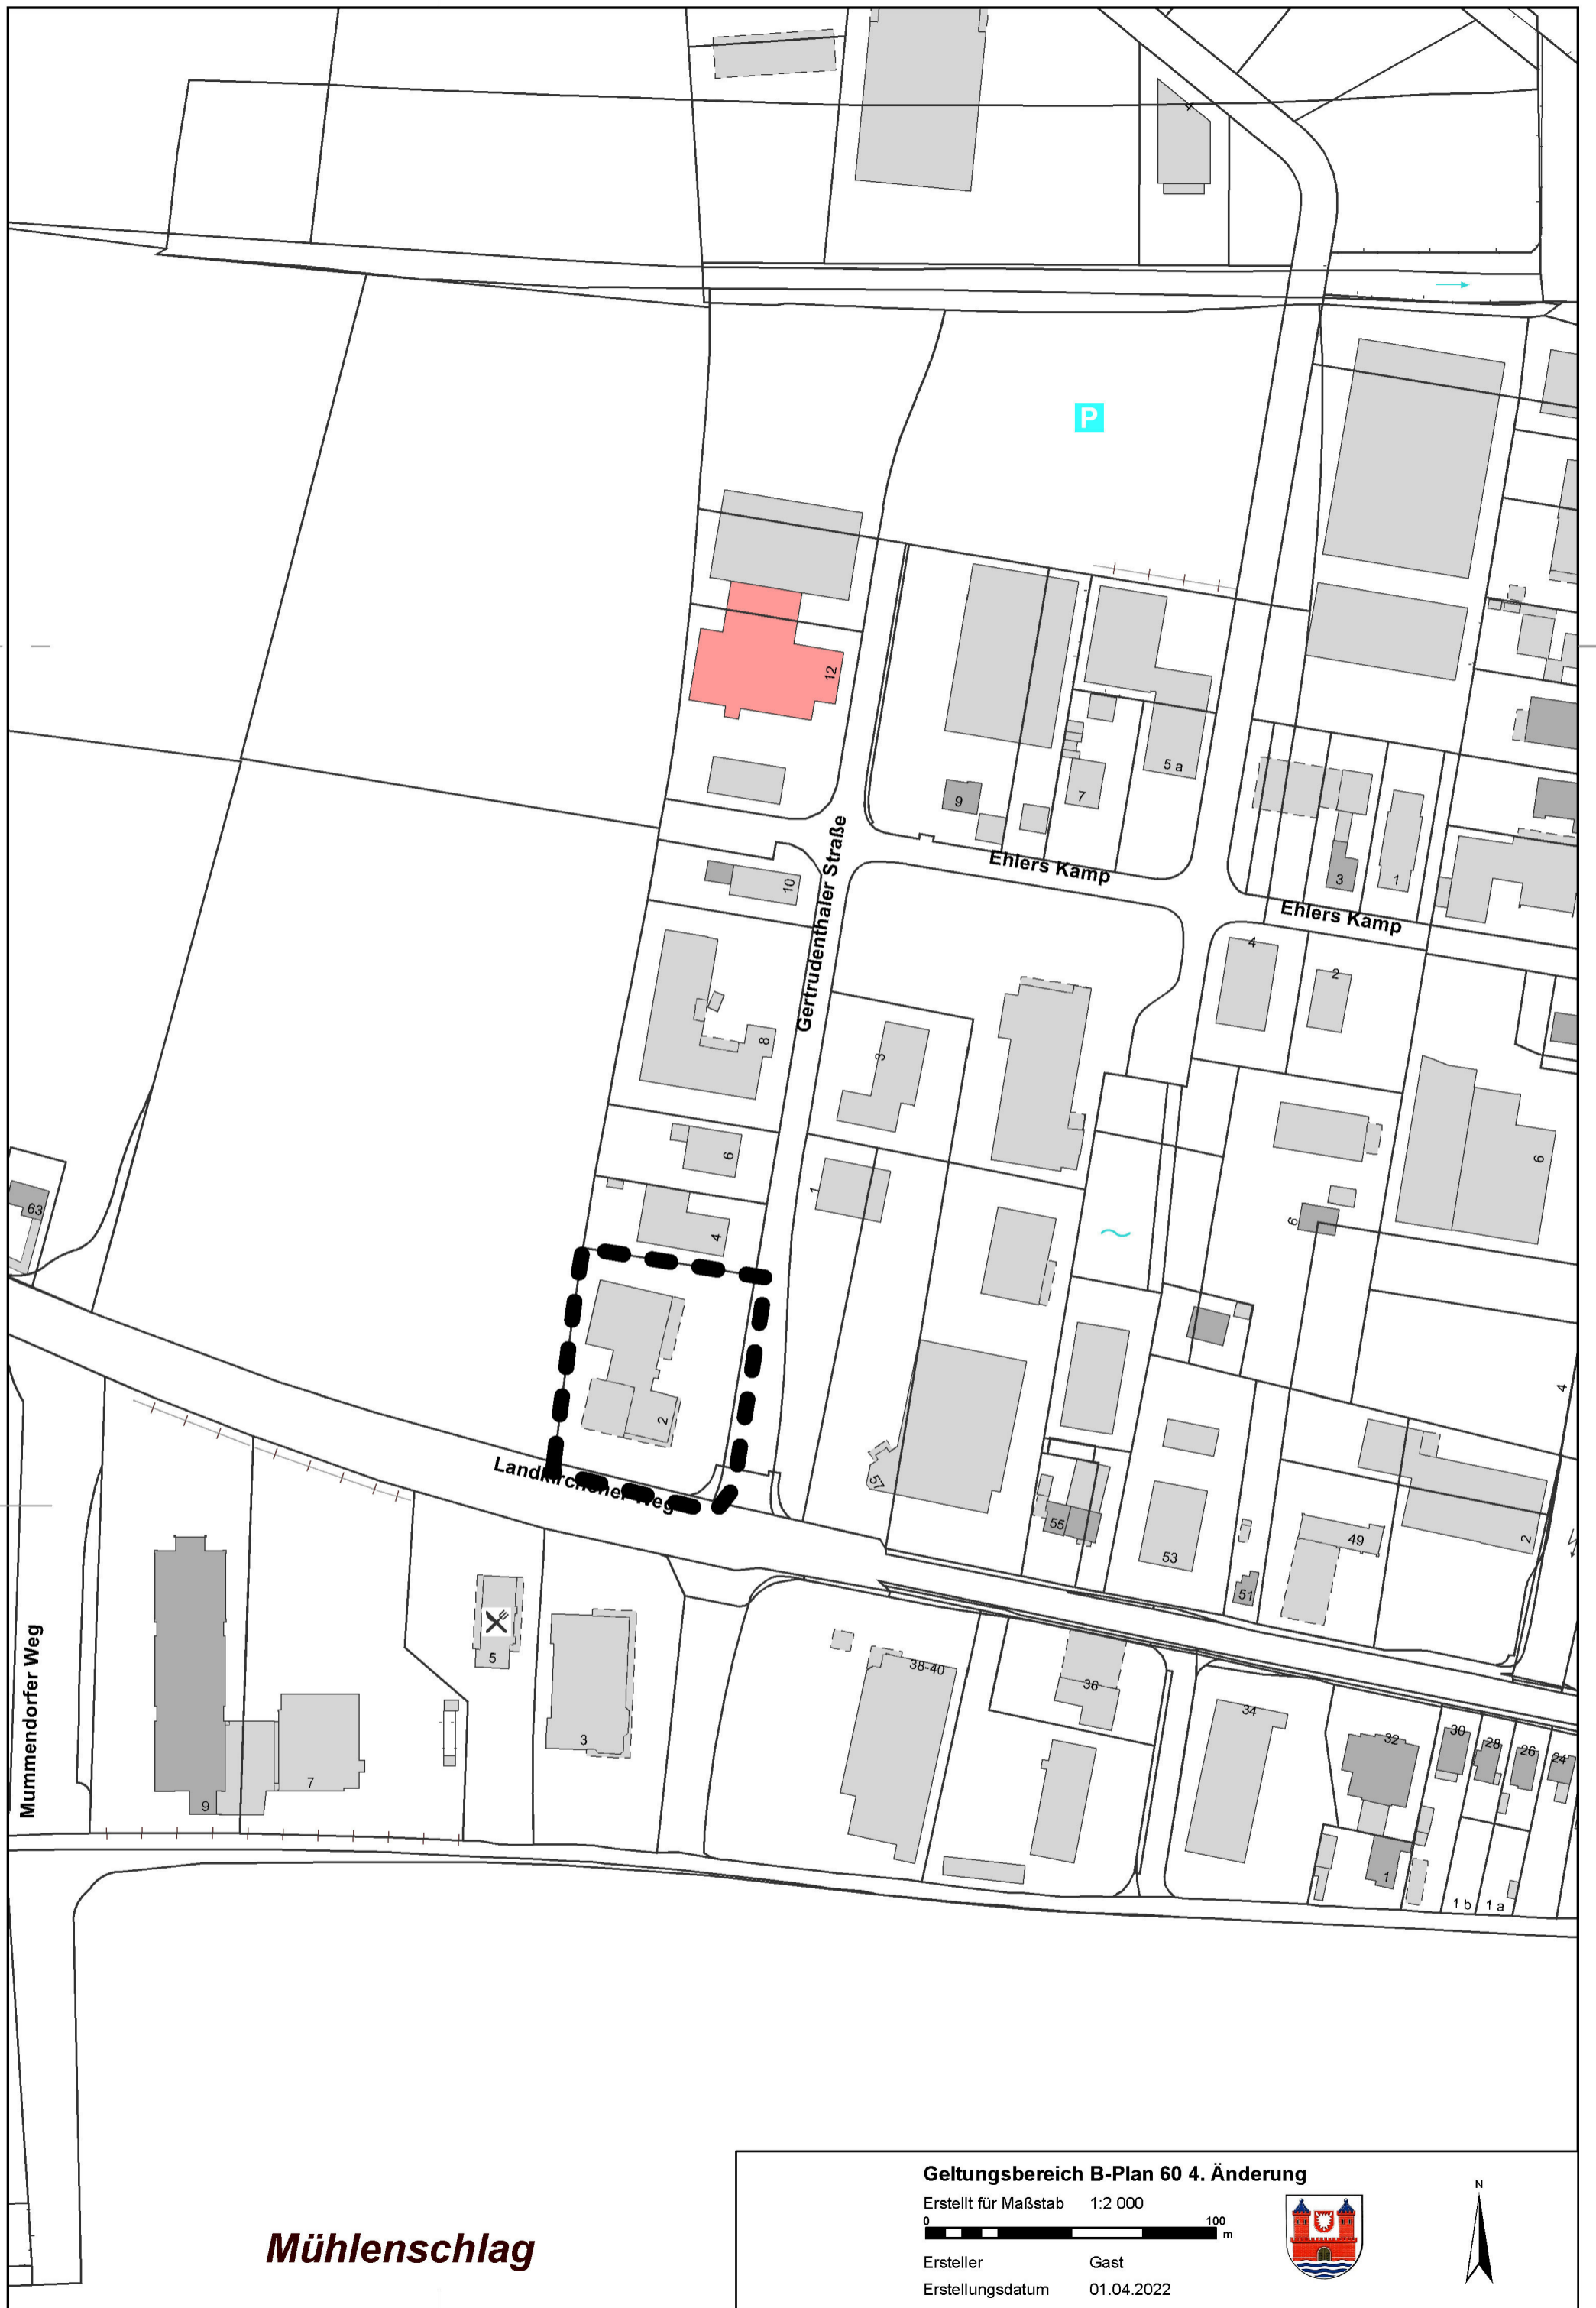 4
P
12
5 a
9
7
3
1
Ehlers Kamp
Gertrudenthaler Straße
10
Ehlers Kamp
4
2
8
3
6
6
1
63
6
4
2
4
Landkirchener Weg
57
55
53
51
49
2
Mummendorfer Weg
5
3
7
9
38-40
36
34
32
30
28
26
24
1
1 b
1 a
Mühlenschlag
Geltungsbereich B-Plan 60 4. Änderung
Erstellt für Maßstab 1:2 000
0 100
m
Ersteller Gast
Erstellungsdatum 01.04.2022
N